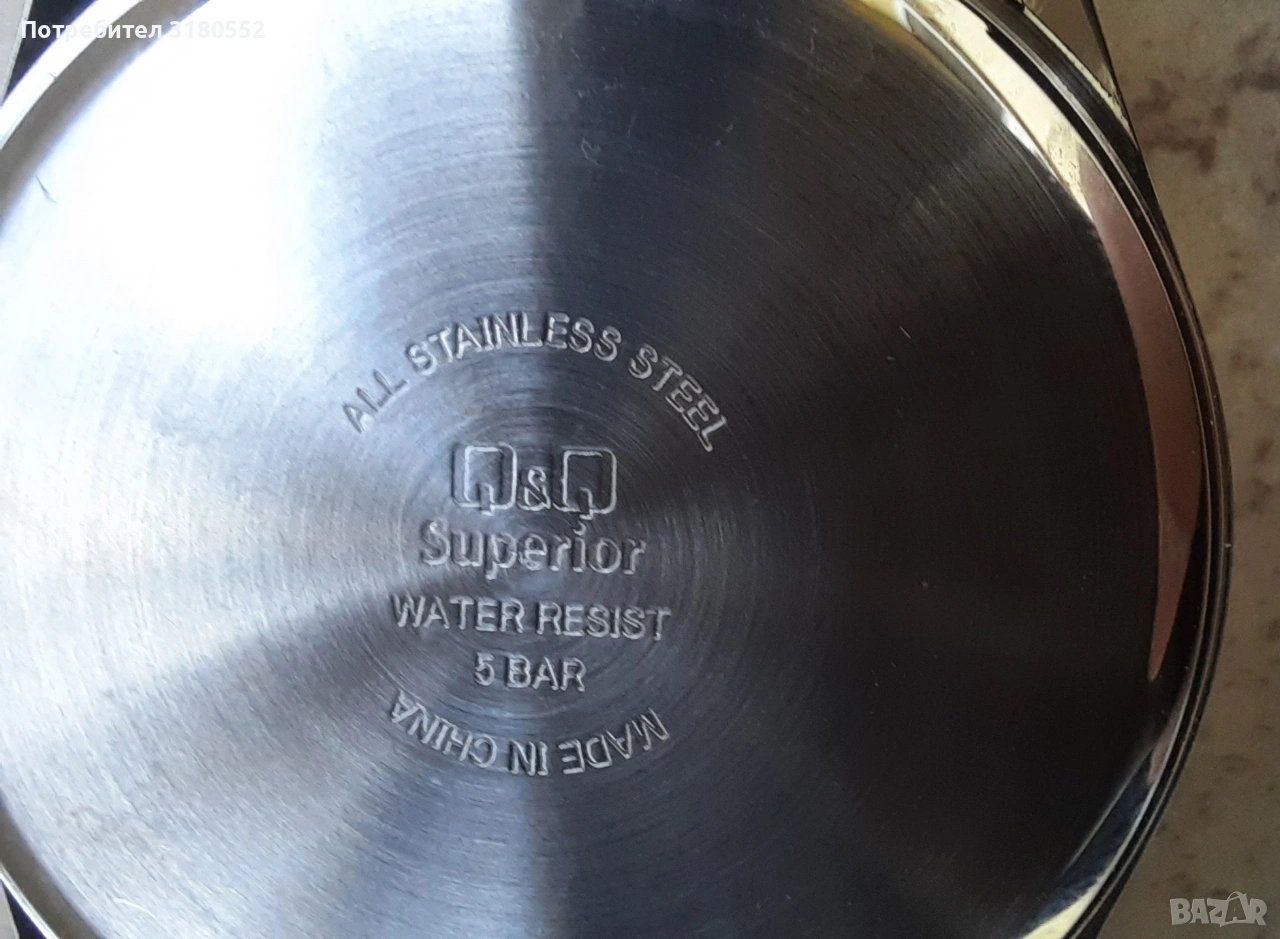 Потребител 3180552
ALL STAINLESS STEEL
Q&Q
Superior
WATER RESIST
5 BAR
MADE IN CHINA
BAZAR